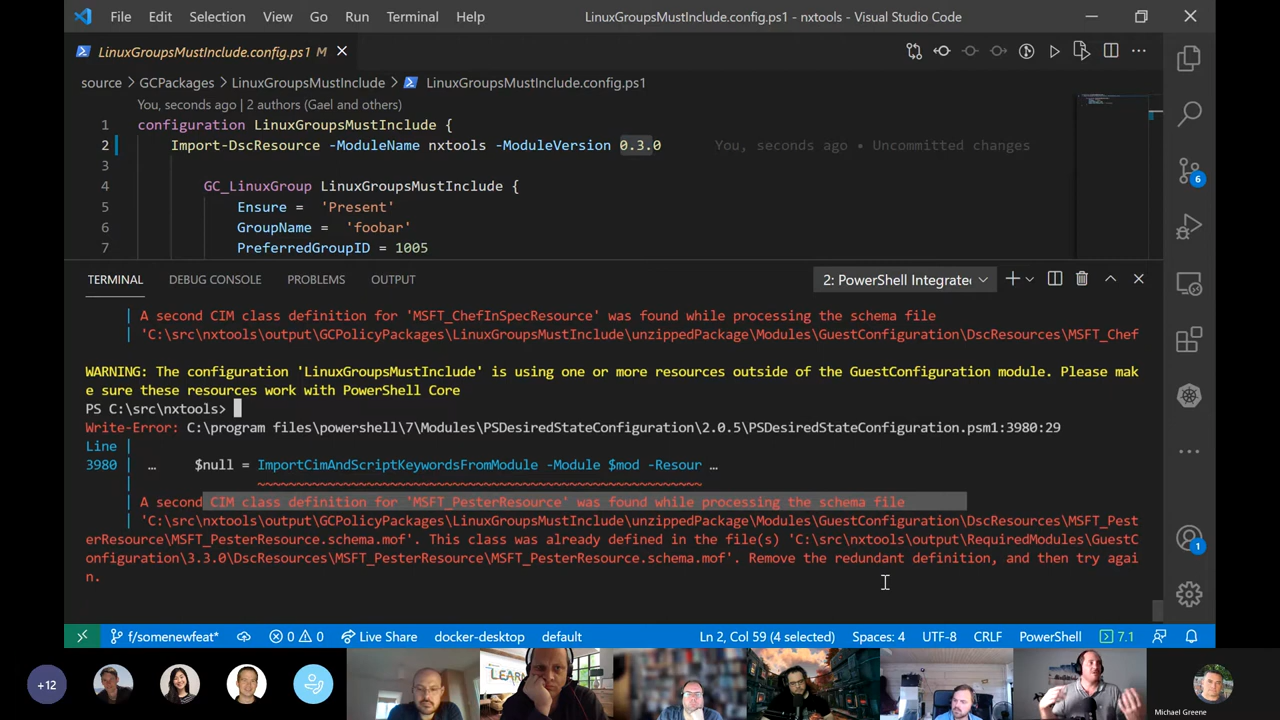 File Edit Selection View Go Run Terminal Help LinuxGroupsMustInclude.config.ps1 - nxtools - Visual Studio Code
LinuxGroupsMustInclude.config.ps1 M
source > GCPackages > LinuxGroupsMustInclude > LinuxGroupsMustInclude.config.ps1
You, seconds ago | 2 authors (Gael and others)
1 configuration LinuxGroupsMustInclude {
2 Import-DscResource -ModuleName nxtools -ModuleVersion 0.3.0 You, seconds ago • Uncommitted changes
3
4 GC_LinuxGroup LinuxGroupsMustInclude {
5 Ensure = 'Present'
6 GroupName = 'foobar'
7 PreferredGroupID = 1005
6
TERMINAL DEBUG CONSOLE PROBLEMS OUTPUT 2: PowerShell Integrate
| A second CIM class definition for 'MSFT_ChefInSpecResource' was found while processing the schema file
| 'C:\src\nxtools\output\GCPolicyPackages\LinuxGroupsMustInclude\unzippedPackage\Modules\GuestConfiguration\DscResources\MSFT_Chef
WARNING: The configuration 'LinuxGroupsMustInclude' is using one or more resources outside of the GuestConfiguration module. Please mak
e sure these resources work with PowerShell Core
PS C:\src\nxtools>
Write-Error: C:\program files\powershell\7\Modules\PSDesiredStateConfiguration\2.0.5\PSDesiredStateConfiguration.psm1:3980:29
Line |
3980 | … $null = ImportCimAndScriptKeywordsFromModule -Module $mod -Resour …
| ~~~~~~~~~~~~~~~~~~~~~~~~~~~~~~~~~~~~~~~~~~~~~~~~~~~~~~~~~~~~~~
| A second CIM class definition for 'MSFT_PesterResource' was found while processing the schema file
| 'C:\src\nxtools\output\GCPolicyPackages\LinuxGroupsMustInclude\unzippedPackage\Modules\GuestConfiguration\DscResources\MSFT_Pest
erResource\MSFT_PesterResource.schema.mof'. This class was already defined in the file(s) 'C:\src\nxtools\output\RequiredModules\GuestC
onfiguration\3.3.0\DscResources\MSFT_PesterResource\MSFT_PesterResource.schema.mof'. Remove the redundant definition, and then try agai
n.
1
f/somenewfeat* 0 0 Live Share docker-desktop default Ln 2, Col 59 (4 selected) Spaces: 4 UTF-8 CRLF PowerShell 7.1
+12
LEARN
Michael Greene